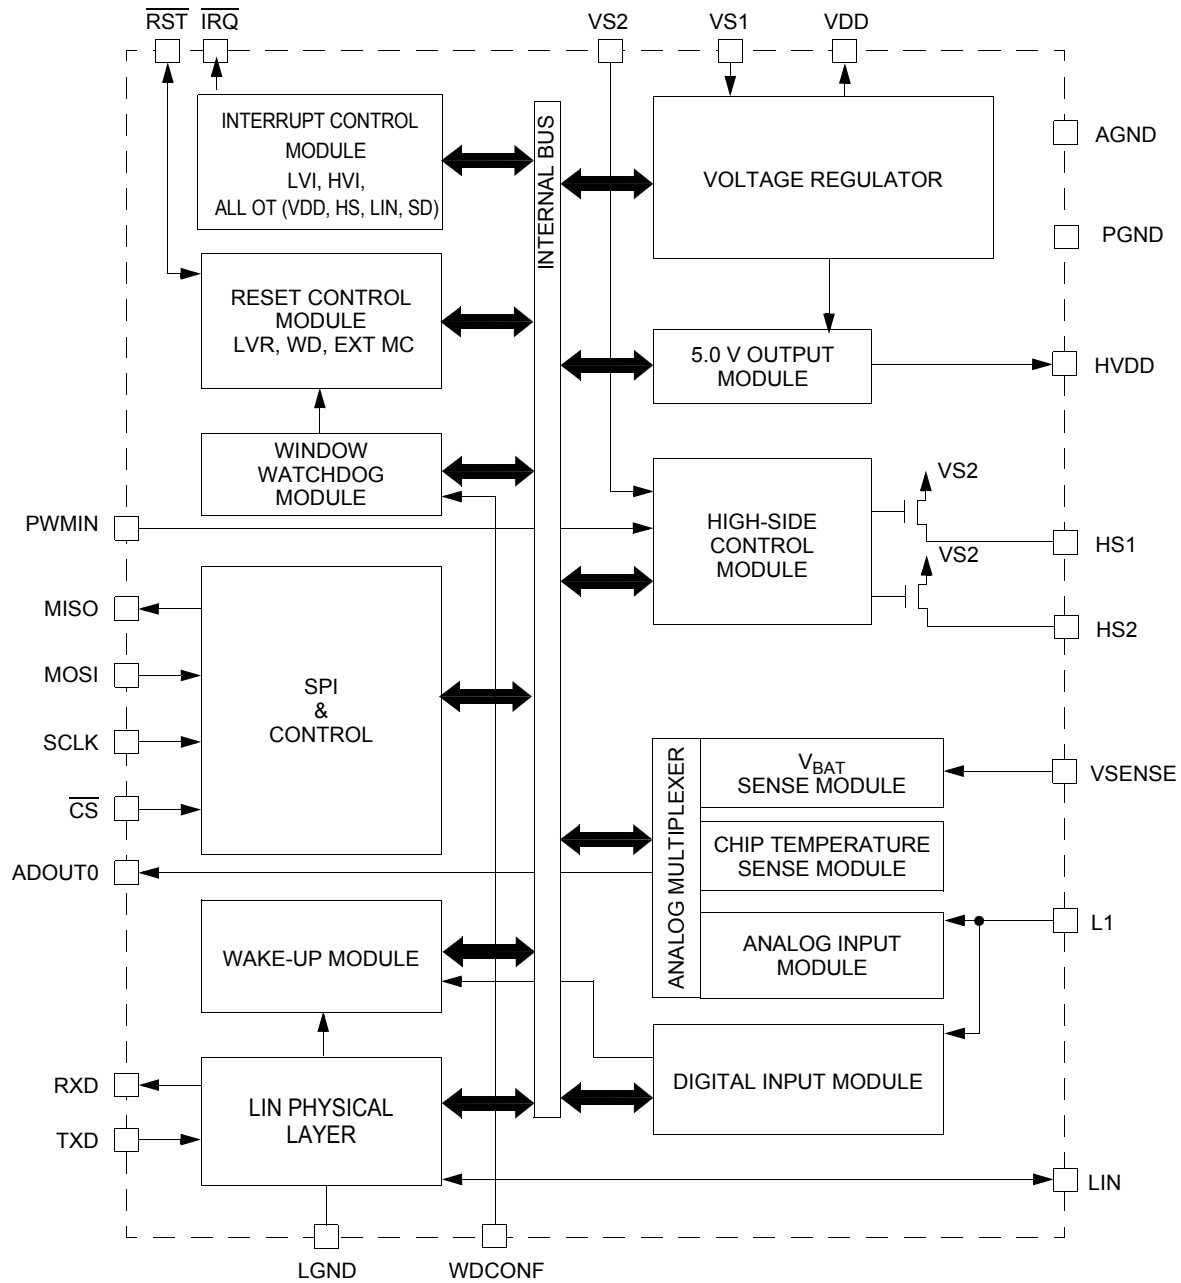 RST
IRQ
VS2
VS1
VDD
INTERRUPT CONTROL
MODULE
LVI, HVI,
ALL OT (VDD, HS, LIN, SD)
INTERNAL BUS
VOLTAGE REGULATOR
AGND
PGND
RESET CONTROL
MODULE
LVR, WD, EXT MC
5.0 V OUTPUT
MODULE
HVDD
WINDOW
WATCHDOG
MODULE
PWMIN
HIGH-SIDE
CONTROL
MODULE
VS2
HS1
VS2
HS2
MISO
MOSI
SCLK
CS
SPI
&
CONTROL
ADOUT0
ANALOG MULTIPLEXER
VBAT
SENSE MODULE
VSENSE
CHIP TEMPERATURE
SENSE MODULE
ANALOG INPUT
MODULE
L1
WAKE-UP MODULE
DIGITAL INPUT MODULE
RXD
TXD
LIN PHYSICAL
LAYER
LIN
LGND
WDCONF